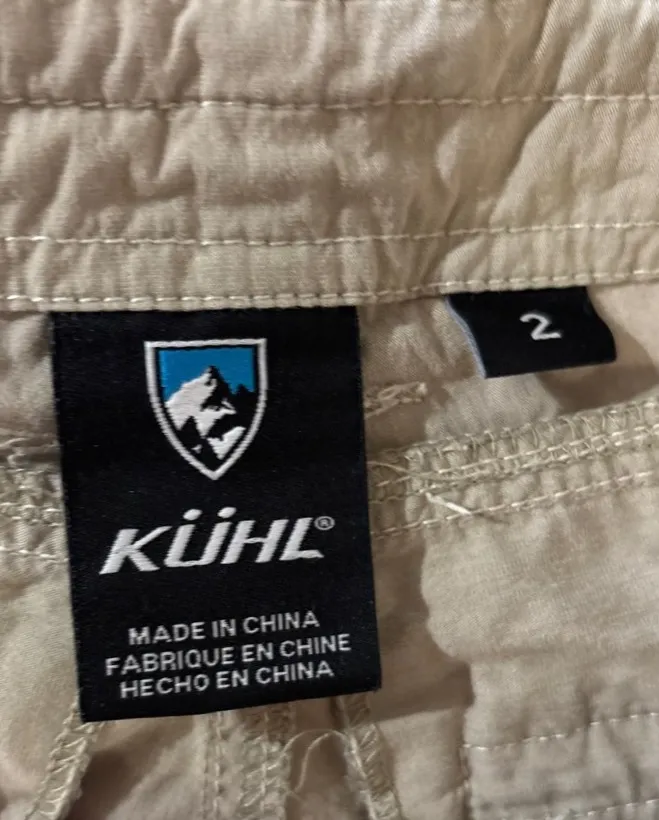 2
KÜHL®
MADE IN CHINA
FABRIQUE EN CHINE
HECHO EN CHINA